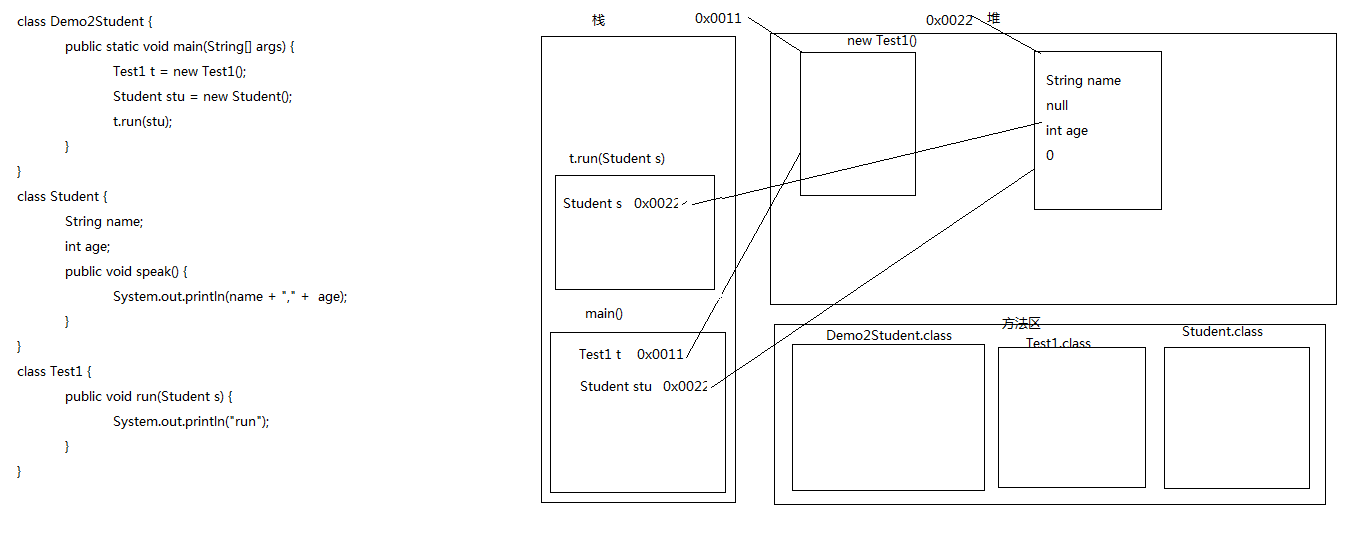 class Demo2Student {
public static void main(String[] args) {
Test1 t = new Test1();
Student stu = new Student();
t.run(stu);
}
}
class Student {
String name;
int age;
public void speak() {
System.out.println(name + "," + age);
}
}
class Test1 {
public void run(Student s) {
System.out.println("run");
}
}
栈
t.run(Student s)
Student s 0x0022
main()
Test1 t 0x0011
Student stu 0x0022
0x0011
0x0022 堆
new Test1()
String name
null
int age
0
方法区
Demo2Student.class
Test1.class
Student.class